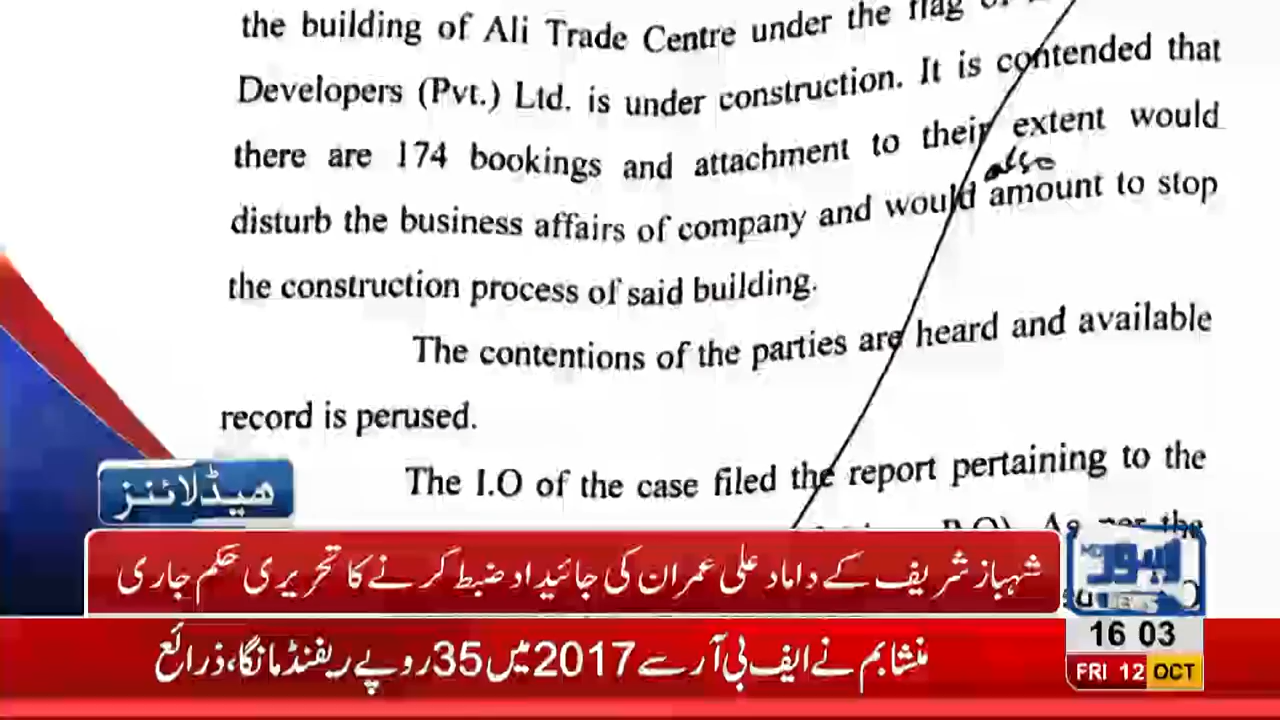 the building of Ali Trade Centre under the flag of
Developers (Pvt.) Ltd. is under construction. It is contended that
there are 174 bookings and attachment to their extent would
also
disturb the business affairs of company and would amount to stop
the construction process of said building.
The contentions of the parties are heard and available
record is perused.
The I.O of the case filed the report pertaining to the
As per the
ہیڈلائنز
شہباز شریف کے داماد علی عمران کی جائیداد ضبط کرنے کا تحریری حکم جاری
منشا بم نے ایف بی آر سے 2017 میں 35 روپے ریفنڈ مانگا، ذرائع
لاہور
NEWS
16 03
FRI 12 OCT